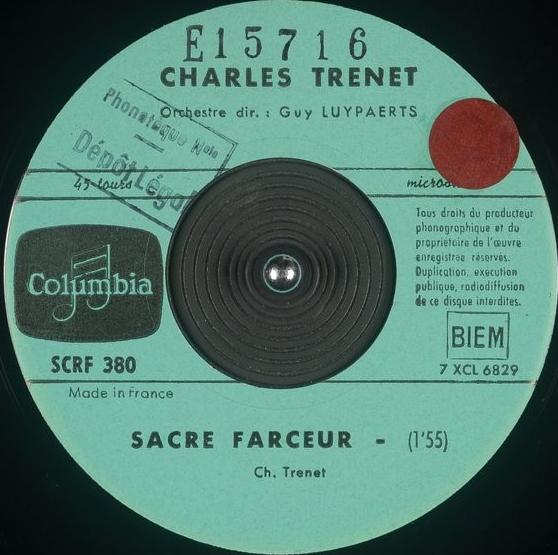 E15716
CHARLES TRENET
Orchestre dir. : Guy LUYPAERTS
Phonotèque Nale
Dépôt Légal
45 tours
Tous droits du producteur
phonographique et du
propriétaire de l'œuvre
enregistrée réservés.
Duplication, exécution
publique, radiodiffusion
de ce disque interdites.
Columbia
BIEM
SCRF 380
7 XCL 6829
Made in France
SACRE FARCEUR - (1'55)
Ch. Trenet